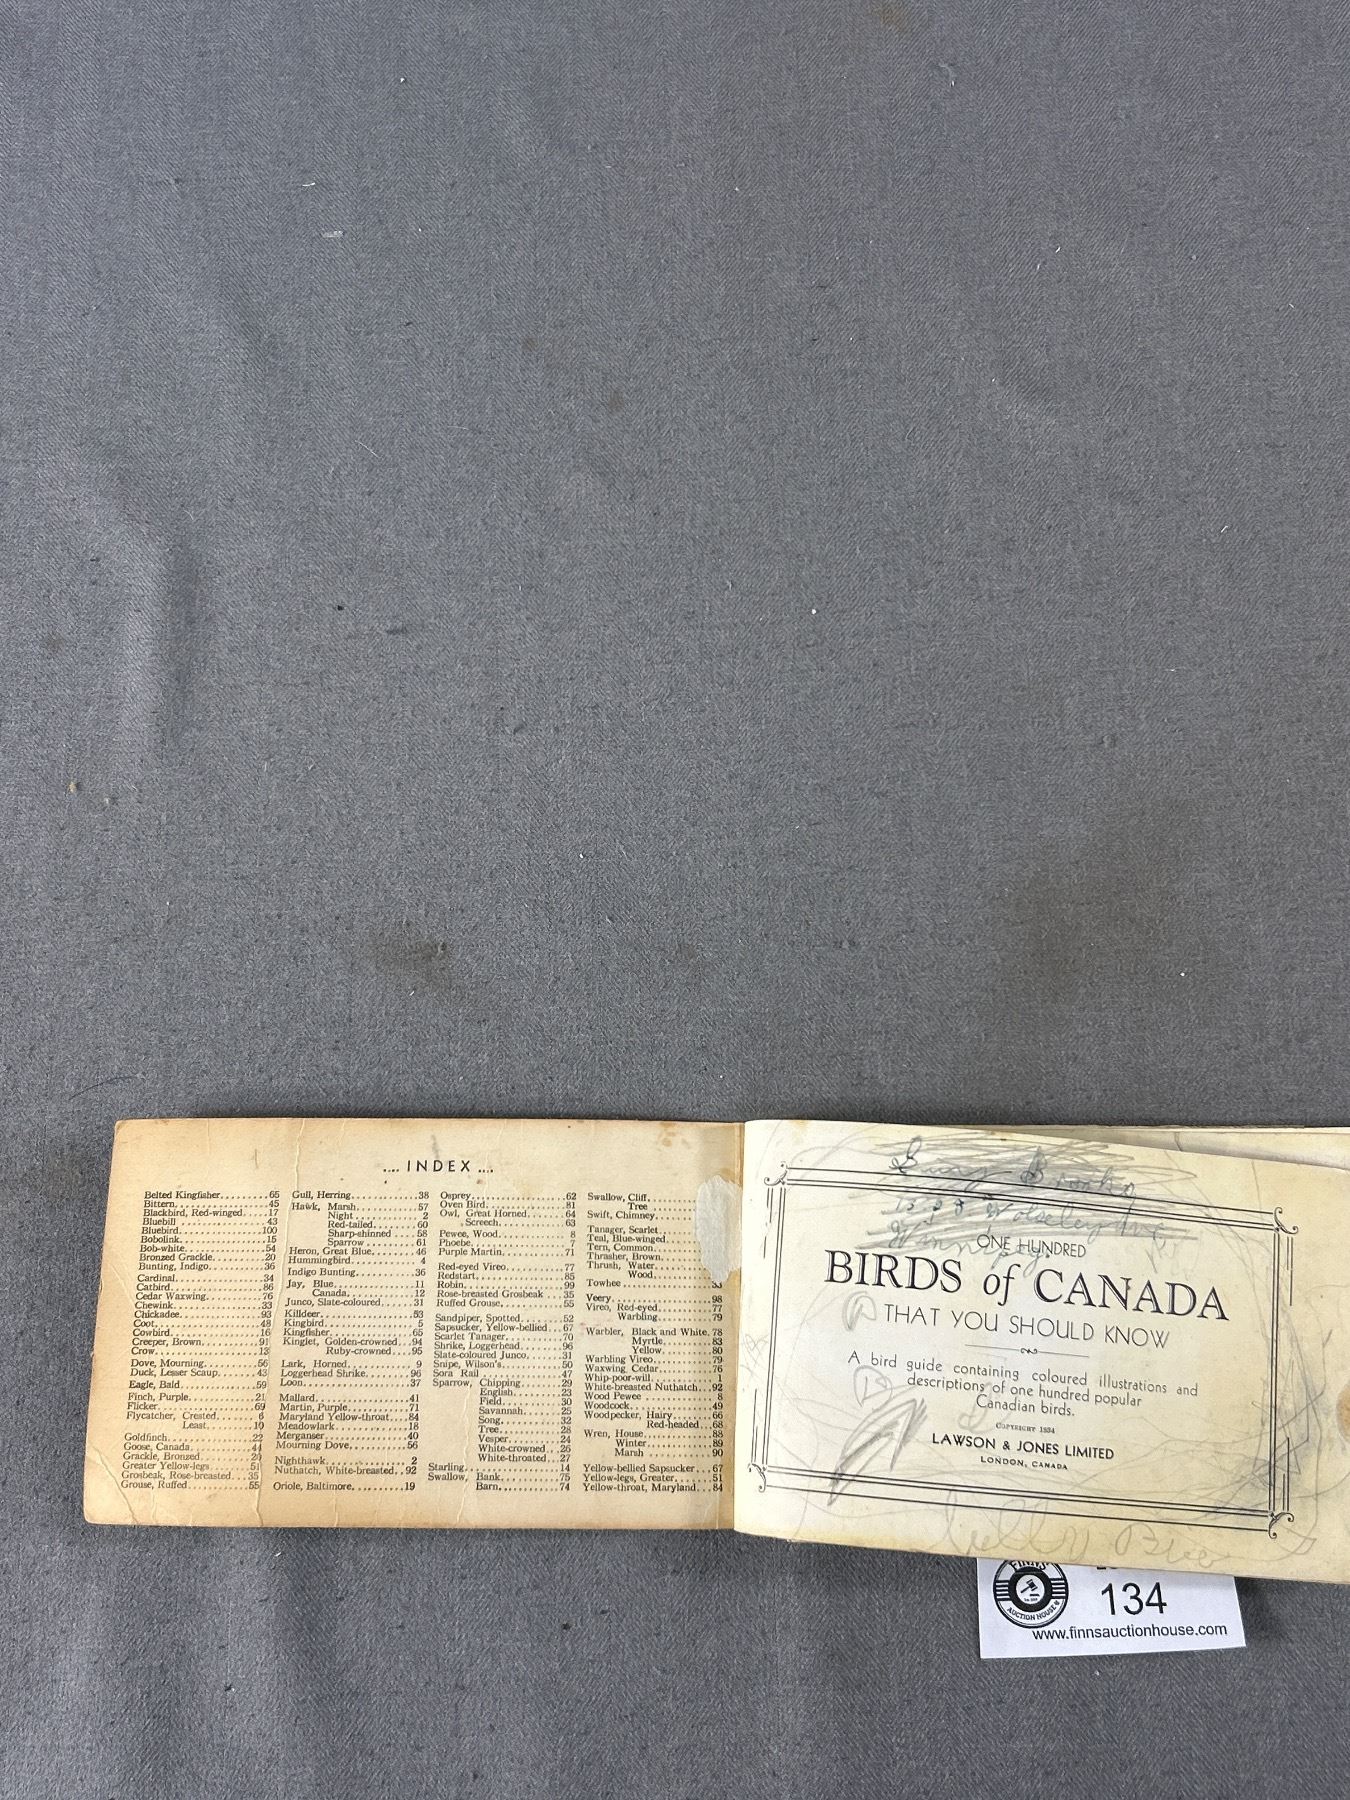 .... INDEX ....
Belted Kingfisher........65
Bittern........45
Blackbird, Red-winged.....17
Bluebill ........43
Bluebird........100
Bobolink........15
Bob-white........54
Bronzed Grackle........20
Bunting, Indigo........36
Cardinal........34
Catbird........86
Cedar Waxwing........76
Chewink........33
Chickadee........93
Coot........48
Cowbird........16
Creeper, Brown........91
Crow........13
Dove, Mourning........56
Duck, Lesser Scaup........43
Eagle, Bald........59
Finch, Purple........21
Flicker........69
Flycatcher, Crested........6
Least........10
Goldfinch........22
Goose, Canada........44
Grackle, Bronzed........20
Greater Yellow-legs........51
Grosbeak, Rose-breasted....35
Grouse, Ruffed........55
Gull, Herring........38
Hawk, Marsh........57
Night........2
Red-tailed........60
Sharp-shinned ....58
Sparrow........61
Heron, Great Blue........46
Hummingbird........4
Indigo Bunting........36
Jay, Blue........11
Canada........12
Junco, Slate-coloured......31
Killdeer........53
Kingbird........5
Kingfisher........65
Kinglet, Golden-crowned...94
Ruby-crowned...95
Lark, Horned........9
Loggerhead Shrike........96
Loon........37
Mallard........41
Martin, Purple........71
Maryland Yellow-throat....84
Meadowlark........18
Merganser........40
Mourning Dove........56
Nighthawk........2
Nuthatch, White-breasted..92
Oriole, Baltimore........19
Osprey........62
Oven Bird........81
Owl, Great Horned........64
Screech........63
Pewee, Wood........8
Phoebe........7
Purple Martin........71
Red-eyed Vireo........77
Redstart........85
Robin........99
Rose-breasted Grosbeak ....35
Ruffed Grouse........55
Sandpiper, Spotted........52
Sapsucker, Yellow-bellied..67
Scarlet Tanager........70
Shrike, Loggerhead........96
Slate-coloured Junco......31
Snipe, Wilson's........50
Sora Rail........47
Sparrow, Chipping........29
English........23
Field........30
Savannah........25
Song........32
Tree........28
Vesper........24
White-crowned...26
White-throated...27
Starling........14
Swallow, Bank........75
Barn........74
Swallow, Cliff
Tree
Swift, Chimney
Tanager, Scarlet
Teal, Blue-winged
Tern, Common
Thrasher, Brown
Thrush, Water
Wood
Towhee
Veery........98
Vireo, Red-eyed........77
Warbling........79
Warbler, Black and White.78
Myrtle........83
Yellow........80
Warbling Vireo........79
Waxwing, Cedar........76
Whip-poor-will........1
White-breasted Nuthatch...92
Wood Pewee........8
Woodcock........49
Woodpecker, Hairy........66
Red-headed...68
Wren, House........88
Winter........89
Marsh........90
Yellow-bellied Sapsucker...67
Yellow-legs, Greater........51
Yellow-throat, Maryland....84
Wolseley Ave
Winnipeg
ONE HUNDRED
BIRDS of CANADA
THAT YOU SHOULD KNOW
A bird guide containing coloured illustrations and
descriptions of one hundred popular
Canadian birds.
COPYRIGHT 1934
LAWSON & JONES LIMITED
LONDON, CANADA
FINNS
AUCTION HOUSE
134
www.finnsauctionhouse.com